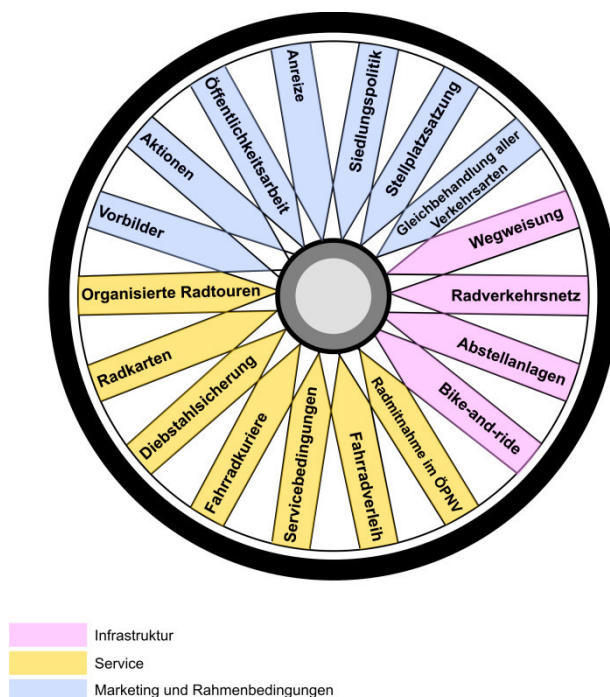 Vorbilder
Aktionen
Öffentlichkeitsarbeit
Anreize
Siedlungspolitik
Stellplatzsatzung
Gleichbehandlung aller
Verkehrsarten
Wegweisung
Radverkehrsnetz
Abstellanlagen
Bike-and-ride
Radmitnahme im ÖPNV
Fahrradverleih
Servicebedingungen
Fahrradkuriere
Diebstahlsicherung
Radkarten
Organisierte Radtouren
Infrastruktur
Service
Marketing und Rahmenbedingungen